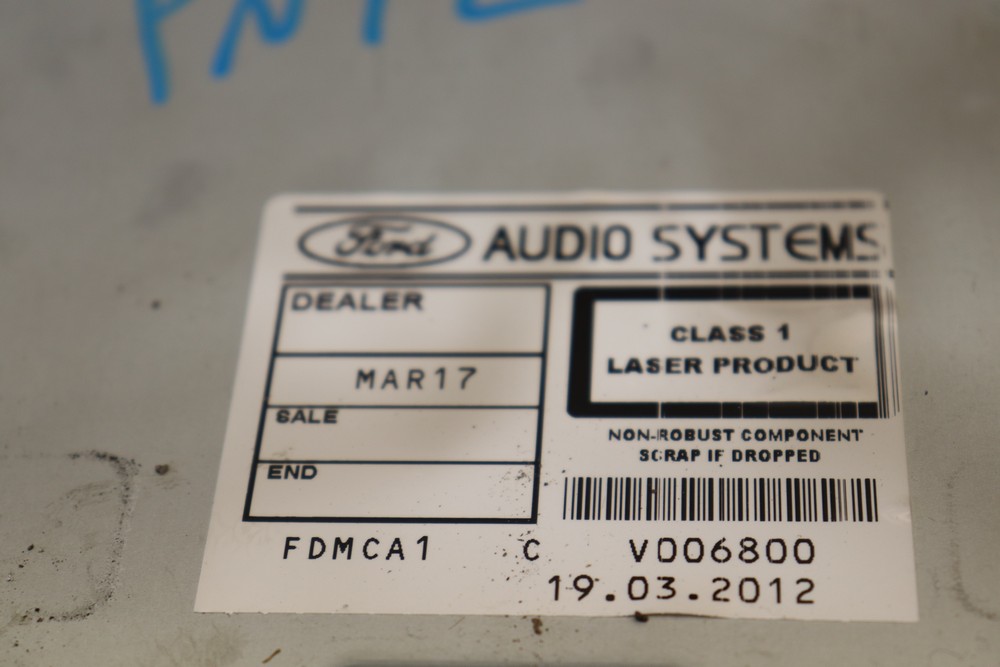 Ford AUDIO SYSTEMS
DEALER
MAR17
SALE
END
CLASS 1
LASER PRODUCT
NON-ROBUST COMPONENT
SCRAP IF DROPPED
FDMCA1 C V006800
19.03.2012